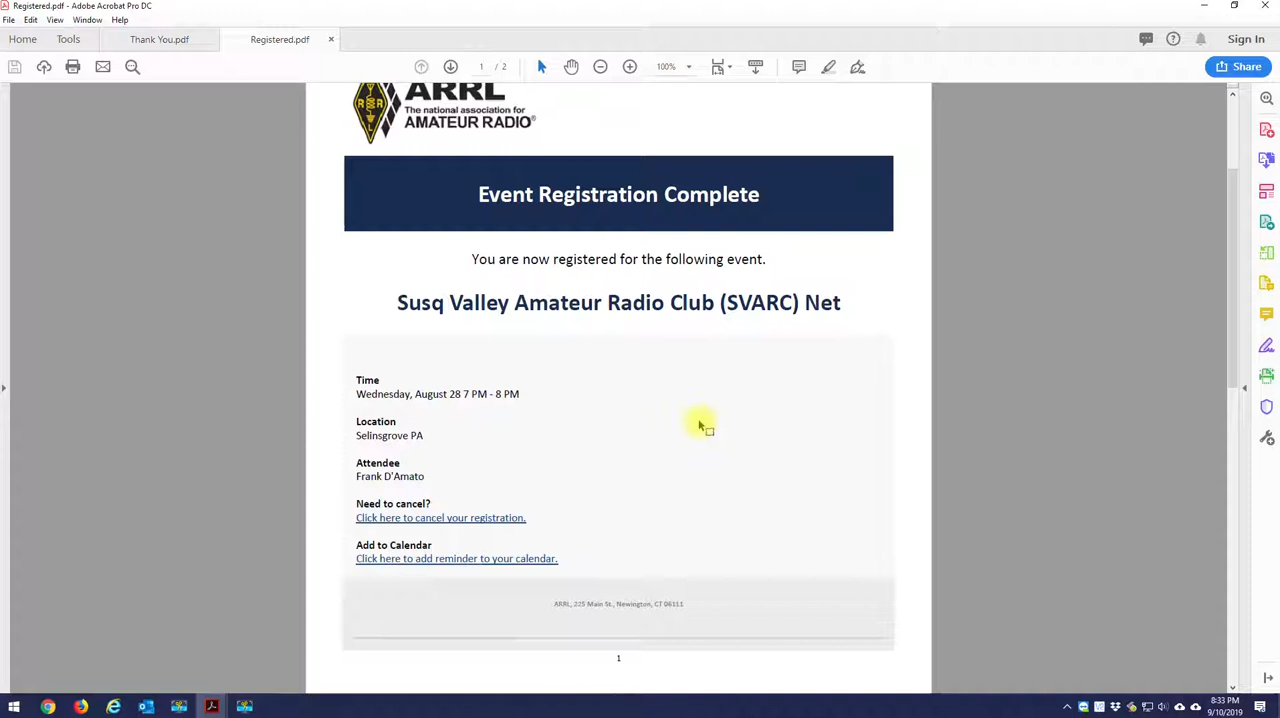 Registered.pdf - Adobe Acrobat Pro DC
File Edit View Window Help
Home Tools Thank You.pdf Registered.pdf × Sign In
1 / 2 100% Share
ARRL
The national association for
AMATEUR RADIO®
R R
L
Event Registration Complete
You are now registered for the following event.
Susq Valley Amateur Radio Club (SVARC) Net
Time
Wednesday, August 28 7 PM - 8 PM
Location
Selinsgrove PA
Attendee
Frank D'Amato
Need to cancel?
Click here to cancel your registration.
Add to Calendar
Click here to add reminder to your calendar.
ARRL, 225 Main St., Newington, CT 06111
1
8:33 PM
9/10/2019